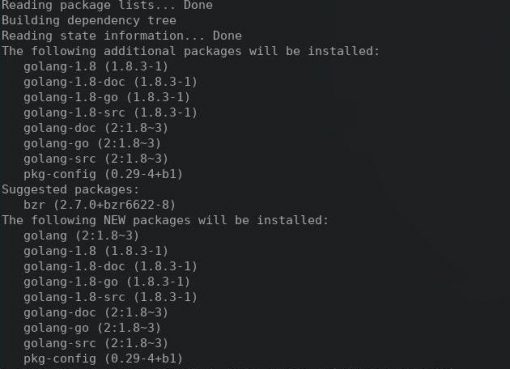 Reading package lists... Done
Building dependency tree
Reading state information... Done
The following additional packages will be installed:
   golang-1.8 (1.8.3-1)
   golang-1.8-doc (1.8.3-1)
   golang-1.8-go (1.8.3-1)
   golang-1.8-src (1.8.3-1)
   golang-doc (2:1.8~3)
   golang-go (2:1.8~3)
   golang-src (2:1.8~3)
   pkg-config (0.29-4+b1)
Suggested packages:
   bzr (2.7.0+bzr6622-8)
The following NEW packages will be installed:
   golang (2:1.8~3)
   golang-1.8 (1.8.3-1)
   golang-1.8-doc (1.8.3-1)
   golang-1.8-go (1.8.3-1)
   golang-1.8-src (1.8.3-1)
   golang-doc (2:1.8~3)
   golang-go (2:1.8~3)
   golang-src (2:1.8~3)
   pkg-config (0.29-4+b1)